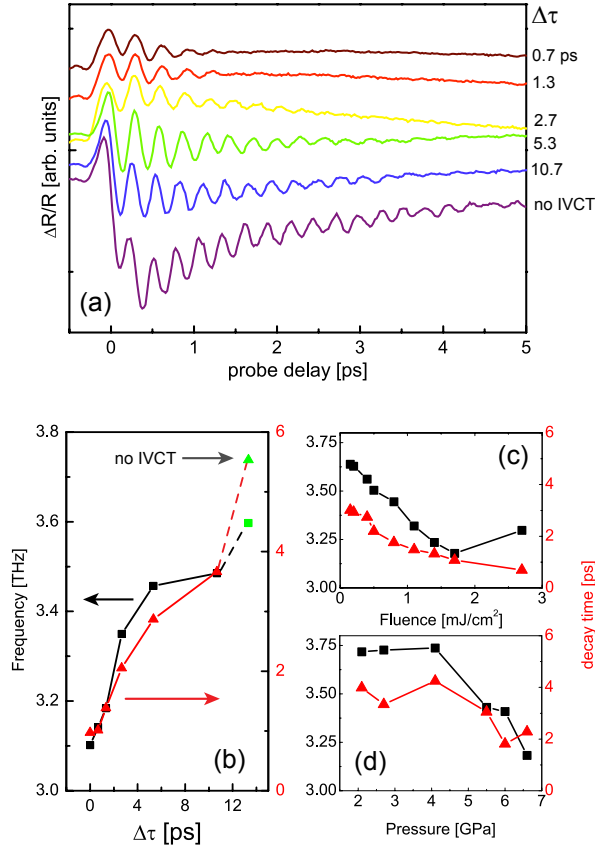 Δτ
0.7 ps
1.3
2.7
5.3
10.7
no IVCT
ΔR/R [arb. units]
(a)
0 1 2 3 4 5
probe delay [ps]
3.8
3.6
3.4
3.2
3.0
Frequency [THz]
no IVCT
6
4
2
0
(b)
0 4 8 12
Δτ [ps]
3.75
3.50
3.25
3.00
(c)
6
4
2
0
0 1 2 3
Fluence [mJ/cm²]
decay time [ps]
3.75
3.50
3.25
3.00
(d)
6
4
2
0
2 3 4 5 6 7
Pressure [GPa]